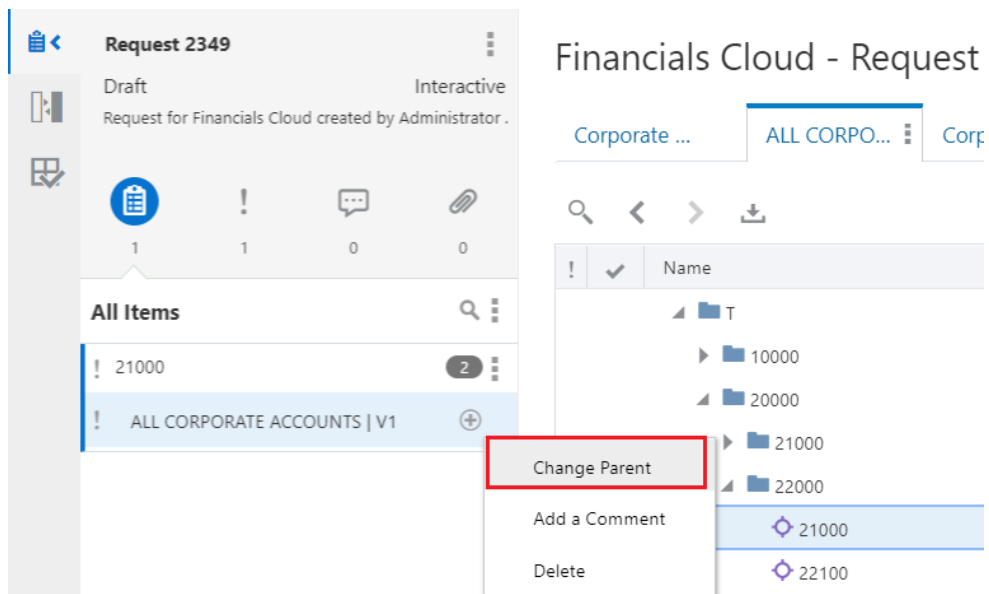 Request 2349
Draft Interactive
Request for Financials Cloud created by Administrator .
1 1 0 0
All Items
! 21000 2
! ALL CORPORATE ACCOUNTS | V1
Change Parent
Add a Comment
Delete
Financials Cloud - Request
Corporate ... ALL CORPO... Corp
! Name
T
10000
20000
21000
22000
21000
22100